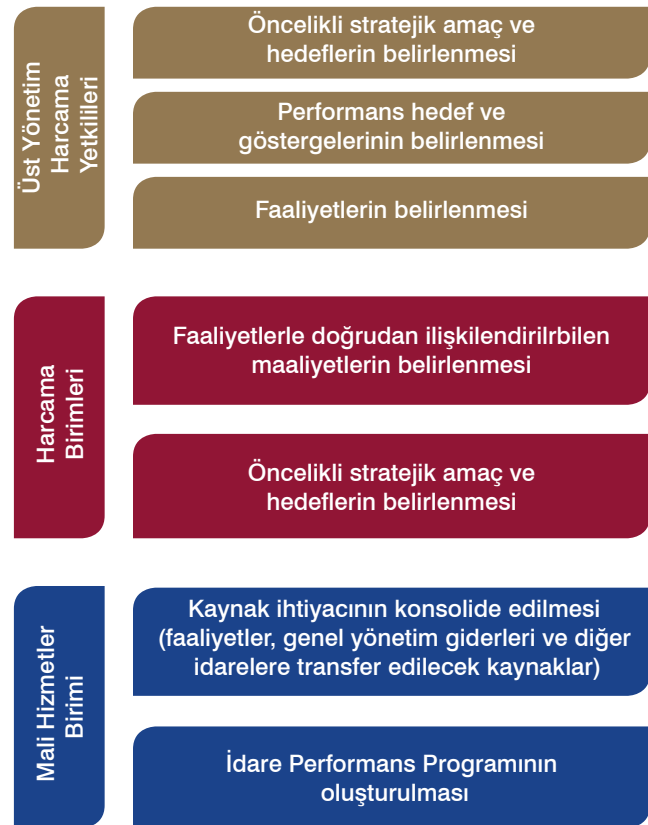 Üst Yönetim
Harcama
Yetkilileri
Öncelikli stratejik amaç ve
hedeflerin belirlenmesi
Performans hedef ve
göstergelerinin belirlenmesi
Faaliyetlerin belirlenmesi
Harcama
Birimleri
Faaliyetlerle doğrudan ilişkilendirilrbilen
maaliyetlerin belirlenmesi
Öncelikli stratejik amaç ve
hedeflerin belirlenmesi
Mali Hizmetler
Birimi
Kaynak ihtiyacının konsolide edilmesi
(faaliyetler, genel yönetim giderleri ve diğer
idarelere transfer edilecek kaynaklar)
İdare Performans Programının
oluşturulması